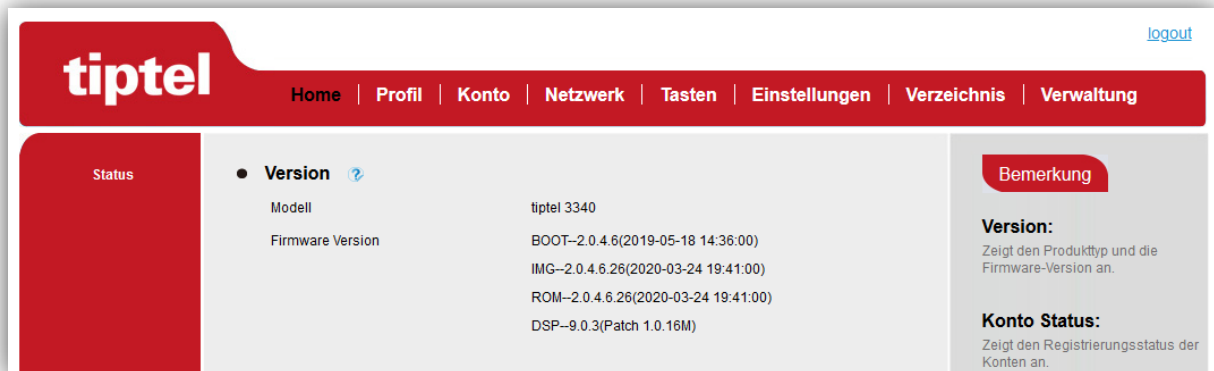 logout
tiptel
Home | Profil | Konto | Netzwerk | Tasten | Einstellungen | Verzeichnis | Verwaltung
Status
Version
Modell tiptel 3340
Firmware Version BOOT--2.0.4.6(2019-05-18 14:36:00)
IMG--2.0.4.6.26(2020-03-24 19:41:00)
ROM--2.0.4.6.26(2020-03-24 19:41:00)
DSP--9.0.3(Patch 1.0.16M)
Bemerkung
Version:
Zeigt den Produkttyp und die
Firmware-Version an.
Konto Status:
Zeigt den Registrierungsstatus der
Konten an.